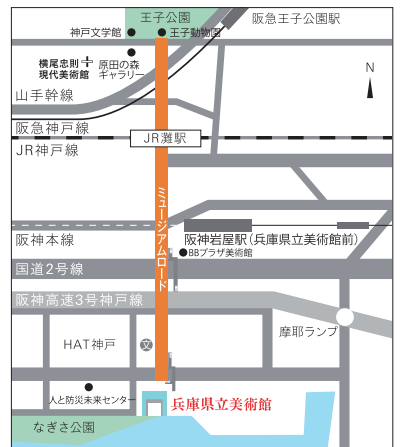 王子公園
阪急王子公園駅
神戸文学館
王子動物園
横尾忠則
現代美術館
原田の森
ギャラリー
N
山手幹線
阪急神戸線
JR灘駅
JR神戸線
ミュージアムロード
阪神本線
阪神岩屋駅(兵庫県立美術館前)
BBプラザ美術館
国道2号線
阪神高速3号神戸線
摩耶ランプ
HAT神戸
文
人と防災未来センター
兵庫県立美術館
なぎさ公園